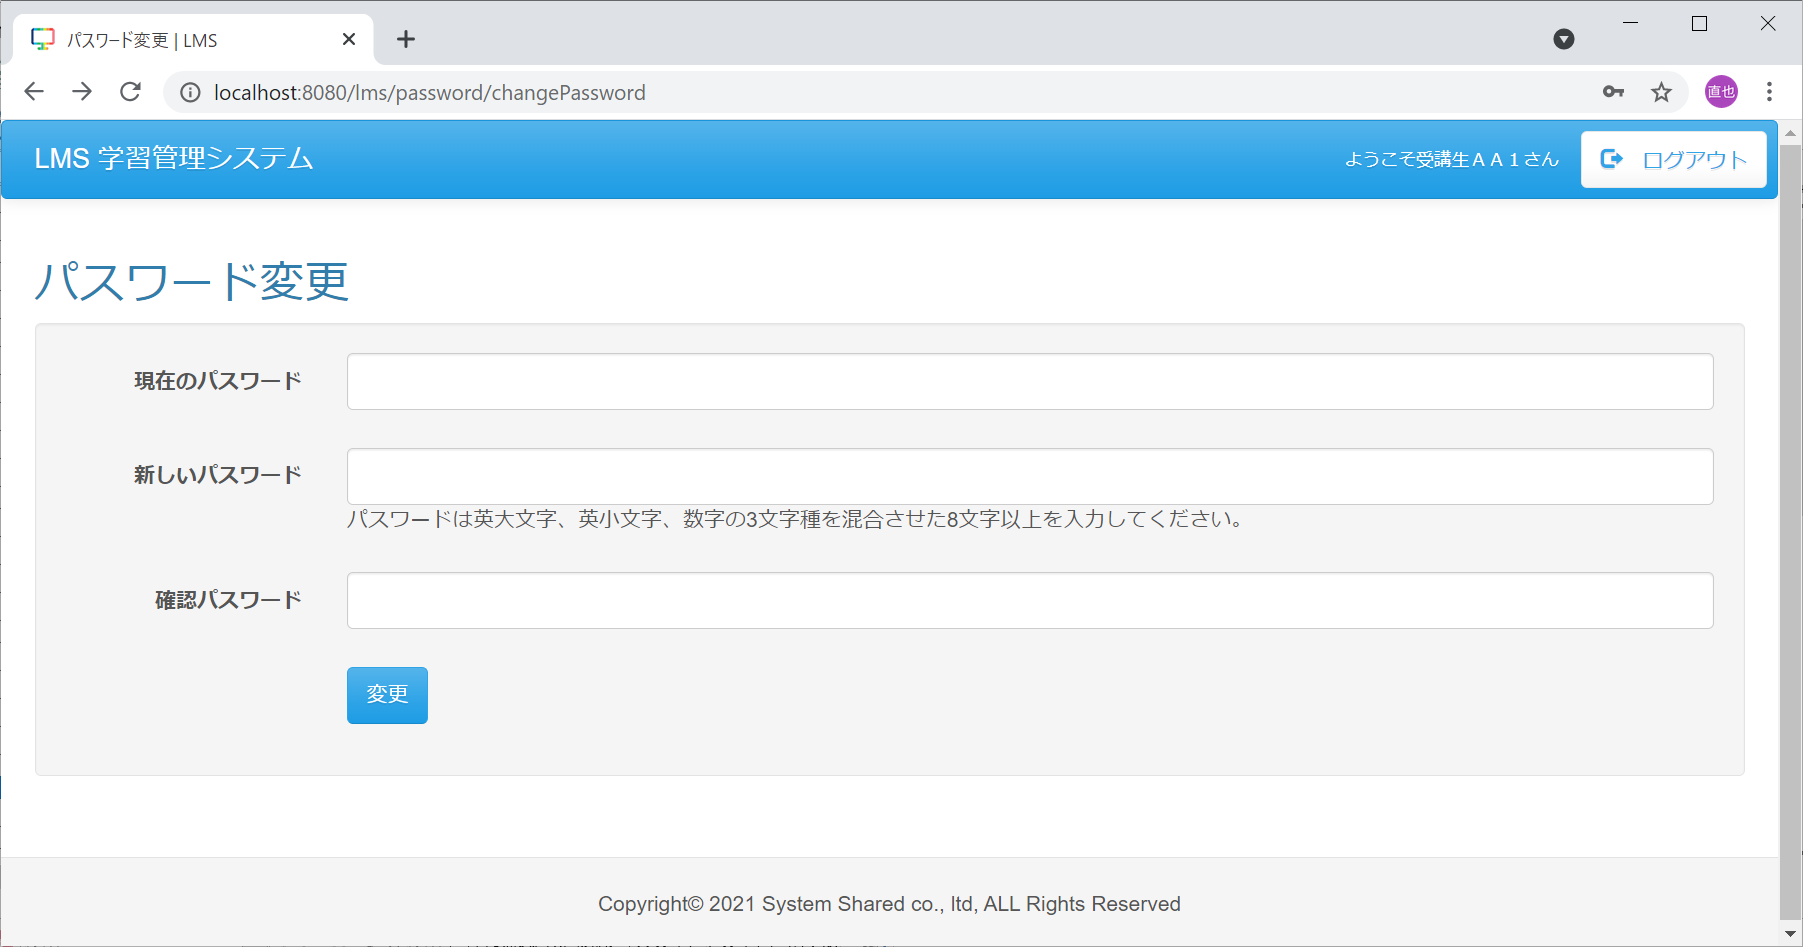 パスワード変更 | LMS
localhost:8080/lms/password/changePassword
直也
LMS 学習管理システム
ようこそ受講生ＡＡ１さん
ログアウト
パスワード変更
現在のパスワード
新しいパスワード
パスワードは英大文字、英小文字、数字の3文字種を混合させた8文字以上を入力してください。
確認パスワード
変更
Copyright© 2021 System Shared co., ltd, ALL Rights Reserved